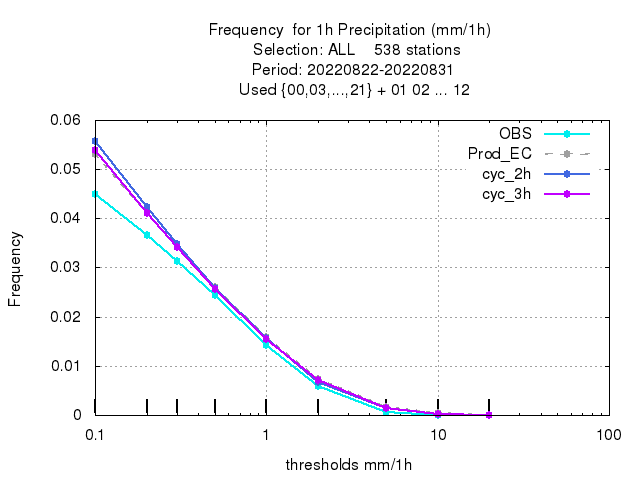 Frequency for 1h Precipitation (mm/1h)
Selection: ALL 538 stations
Period: 20220822-20220831
Used {00,03,...,21} + 01 02 ... 12
0.06
0.05
0.04
0.03
0.02
0.01
0
Frequency
OBS
Prod_EC
cyc_2h
cyc_3h
0.1 1 10 100
thresholds mm/1h